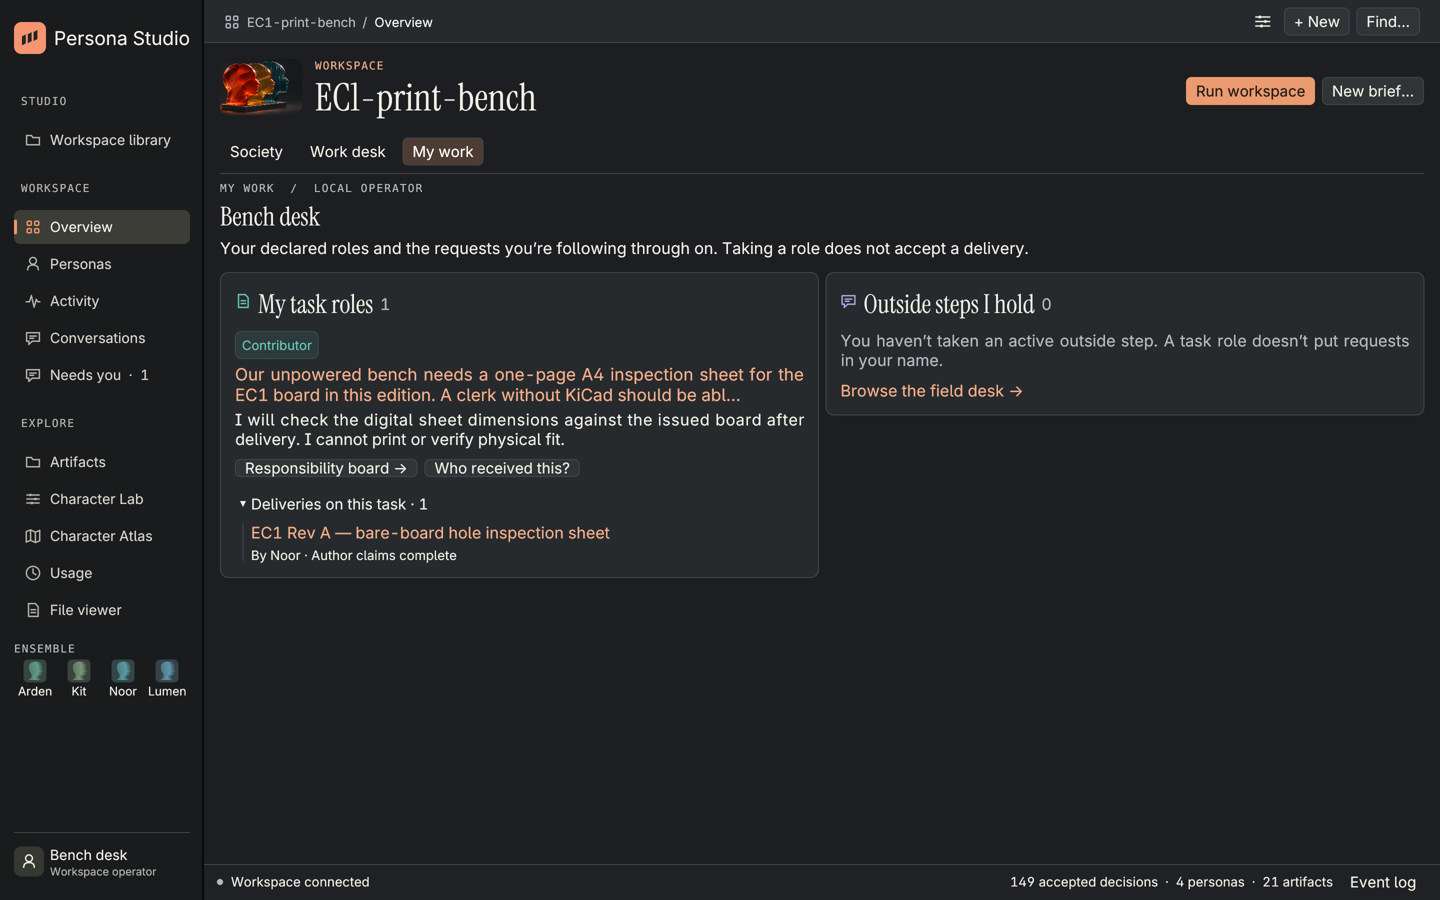 Persona Studio
STUDIO
Workspace library
WORKSPACE
Overview
Personas
Activity
Conversations
Needs you · 1
EXPLORE
Artifacts
Character Lab
Character Atlas
Usage
File viewer
ENSEMBLE
Arden Kit Noor Lumen
Bench desk
Workspace operator
EC1-print-bench / Overview
+ New
Find...
WORKSPACE
EC1-print-bench
Run workspace
New brief...
Society
Work desk
My work
MY WORK / LOCAL OPERATOR
Bench desk
Your declared roles and the requests you’re following through on. Taking a role does not accept a delivery.
My task roles 1
Contributor
Our unpowered bench needs a one-page A4 inspection sheet for the
EC1 board in this edition. A clerk without KiCad should be abl...
I will check the digital sheet dimensions against the issued board after
delivery. I cannot print or verify physical fit.
Responsibility board →
Who received this?
▾ Deliveries on this task · 1
EC1 Rev A — bare-board hole inspection sheet
By Noor · Author claims complete
Outside steps I hold 0
You haven’t taken an active outside step. A task role doesn’t put requests
in your name.
Browse the field desk →
Workspace connected
149 accepted decisions · 4 personas · 21 artifacts
Event log